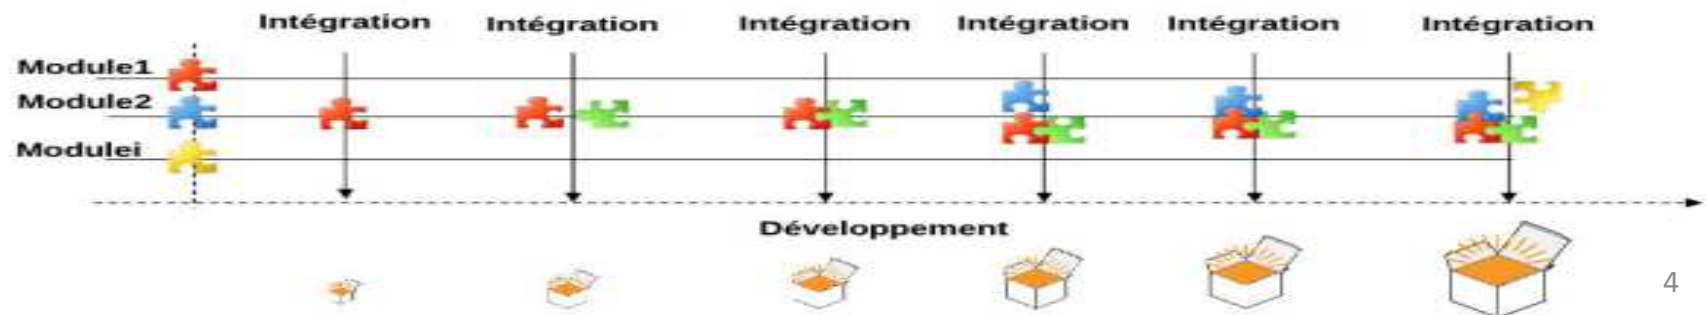 Intégration Intégration Intégration Intégration Intégration Intégration
Module1
Module2
Modulei
Développement
4